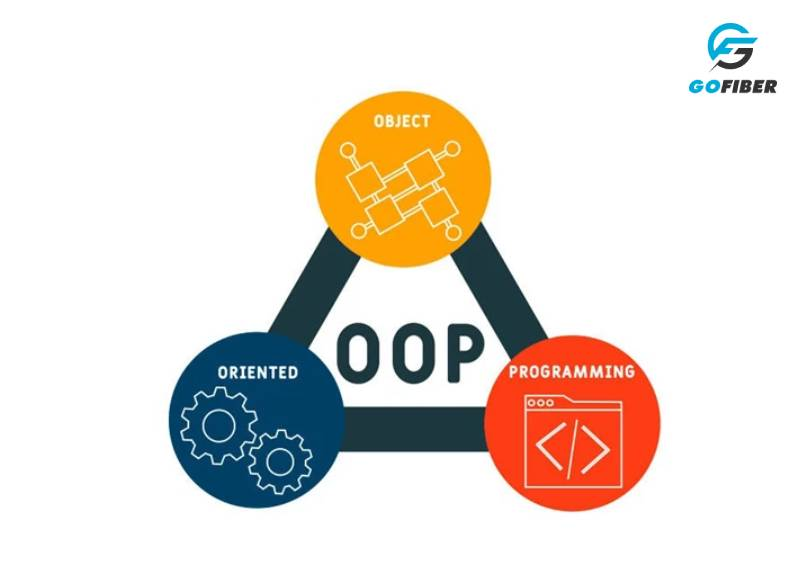 GOFIBER
OBJECT
OOP
ORIENTED
PROGRAMMING